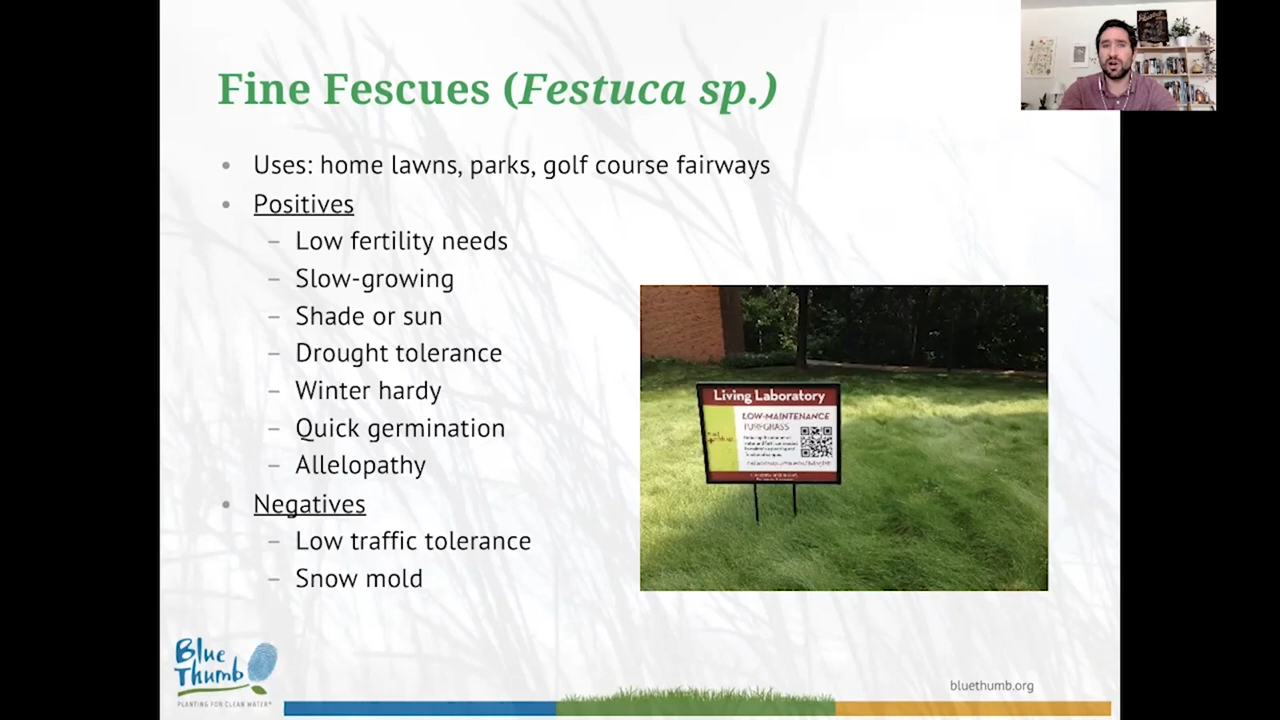 Fine Fescues (Festuca sp.)
• Uses: home lawns, parks, golf course fairways
• Positives
– Low fertility needs
– Slow-growing
– Shade or sun
– Drought tolerance
– Winter hardy
– Quick germination
– Allelopathy
• Negatives
– Low traffic tolerance
– Snow mold
Living Laboratory
LOW-MAINTENANCE
TURFGRASS
Blue
Thumb
PLANTING FOR CLEAN WATER
bluethumb.org